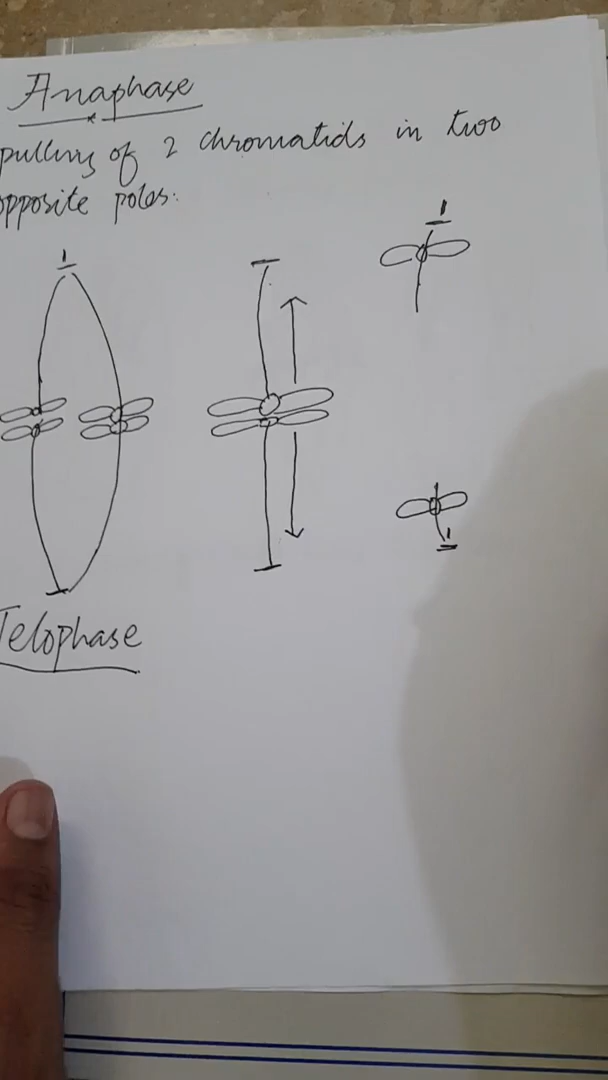 Anaphase
pulling of 2 chromatids in two
opposite poles.
Telophase